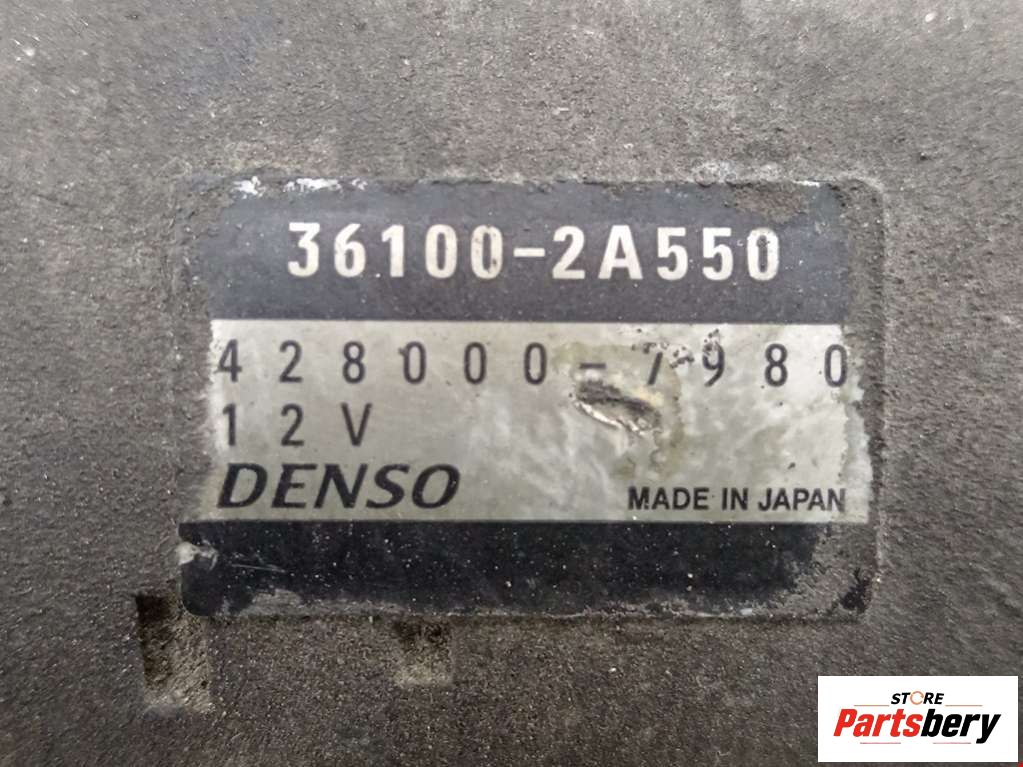 36100-2A550
428000-7980
12V
DENSO MADE IN JAPAN
STORE
Partsbery